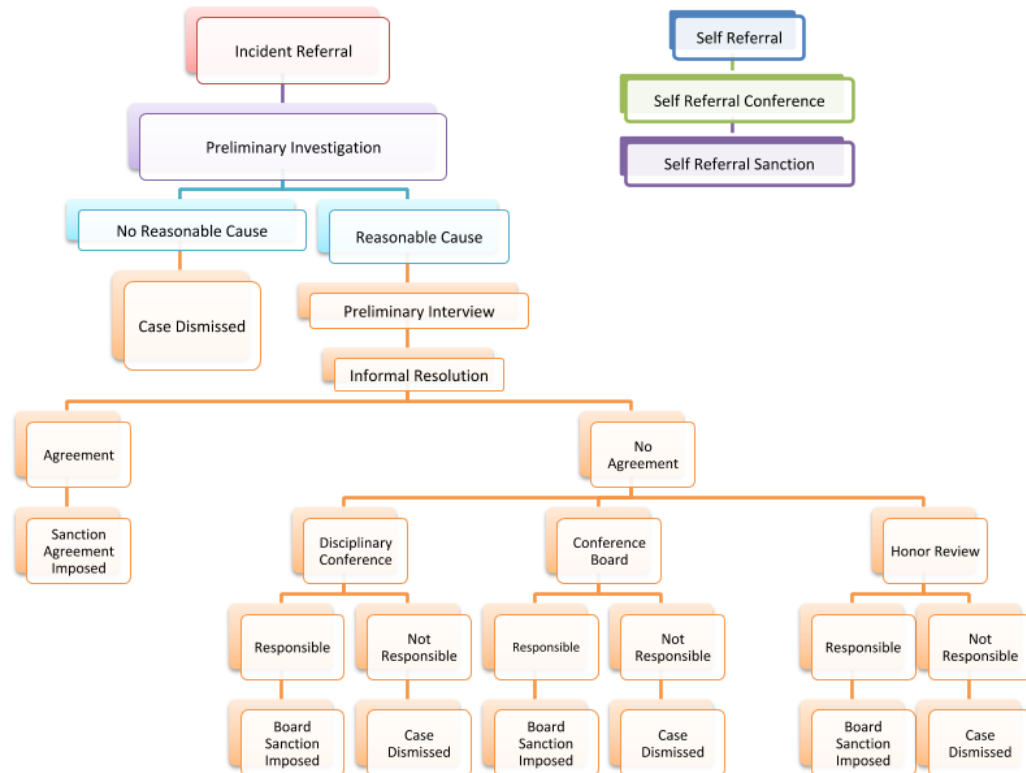 Incident Referral
Self Referral
Self Referral Conference
Preliminary Investigation
Self Referral Sanction
No Reasonable Cause
Reasonable Cause
Preliminary Interview
Case Dismissed
Informal Resolution
Agreement
No
Agreement
Sanction
Agreement
Imposed
Disciplinary
Conference
Conference
Board
Honor Review
Responsible
Not
Responsible
Responsible
Not
Responsible
Responsible
Not
Responsible
Board
Sanction
Imposed
Case
Dismissed
Board
Sanction
Imposed
Case
Dismissed
Board
Sanction
Imposed
Case
Dismissed